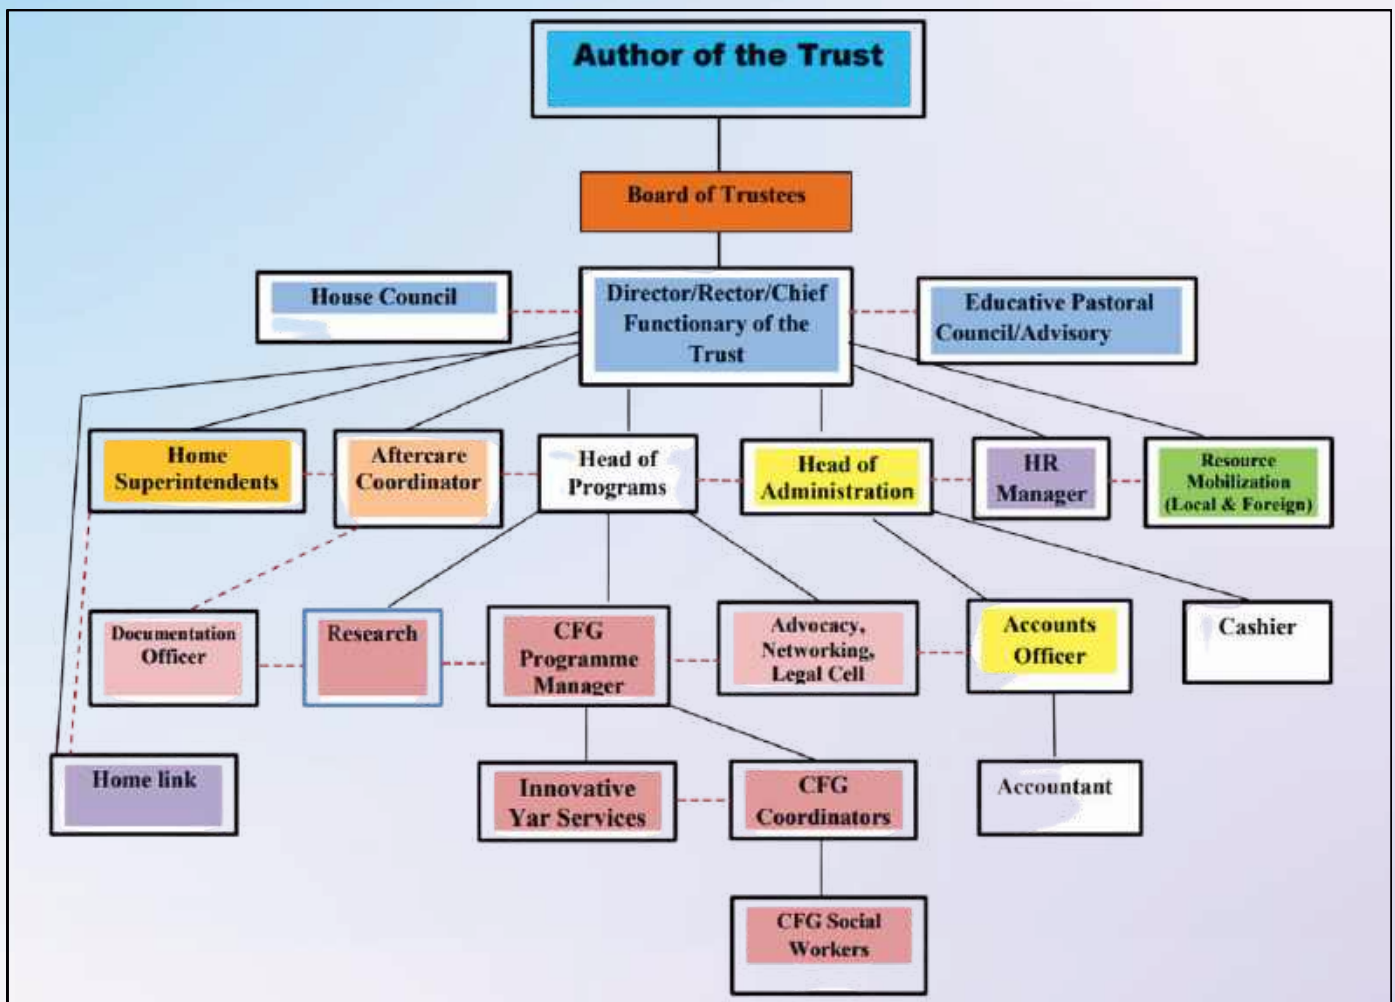 Author of the Trust
Board of Trustees
House Council
Director/Rector/Chief
Functionary of the
Trust
Educative Pastoral
Council/Advisory
Home
Superintendents
Aftercare
Coordinator
Head of
Programs
Head of
Administration
HR
Manager
Resource
Mobilization
(Local & Foreign)
Documentation
Officer
Research
CFG
Programme
Manager
Advocacy,
Networking,
Legal Cell
Accounts
Officer
Cashier
Home link
Innovative
Yar Services
CFG
Coordinators
Accountant
CFG Social
Workers